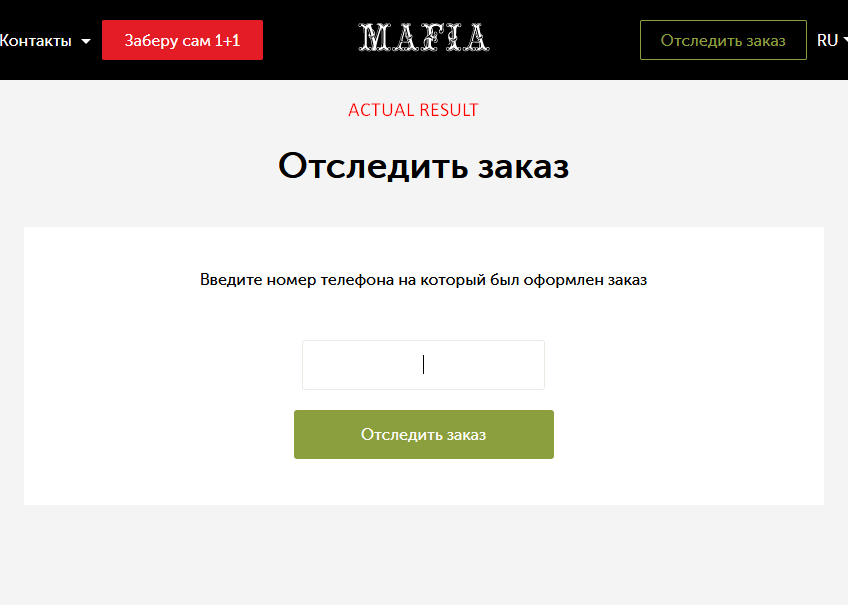 Контакты
Заберу сам 1+1
MAFIA
Отследить заказ
RU
ACTUAL RESULT
Отследить заказ
Введите номер телефона на который был оформлен заказ
Отследить заказ